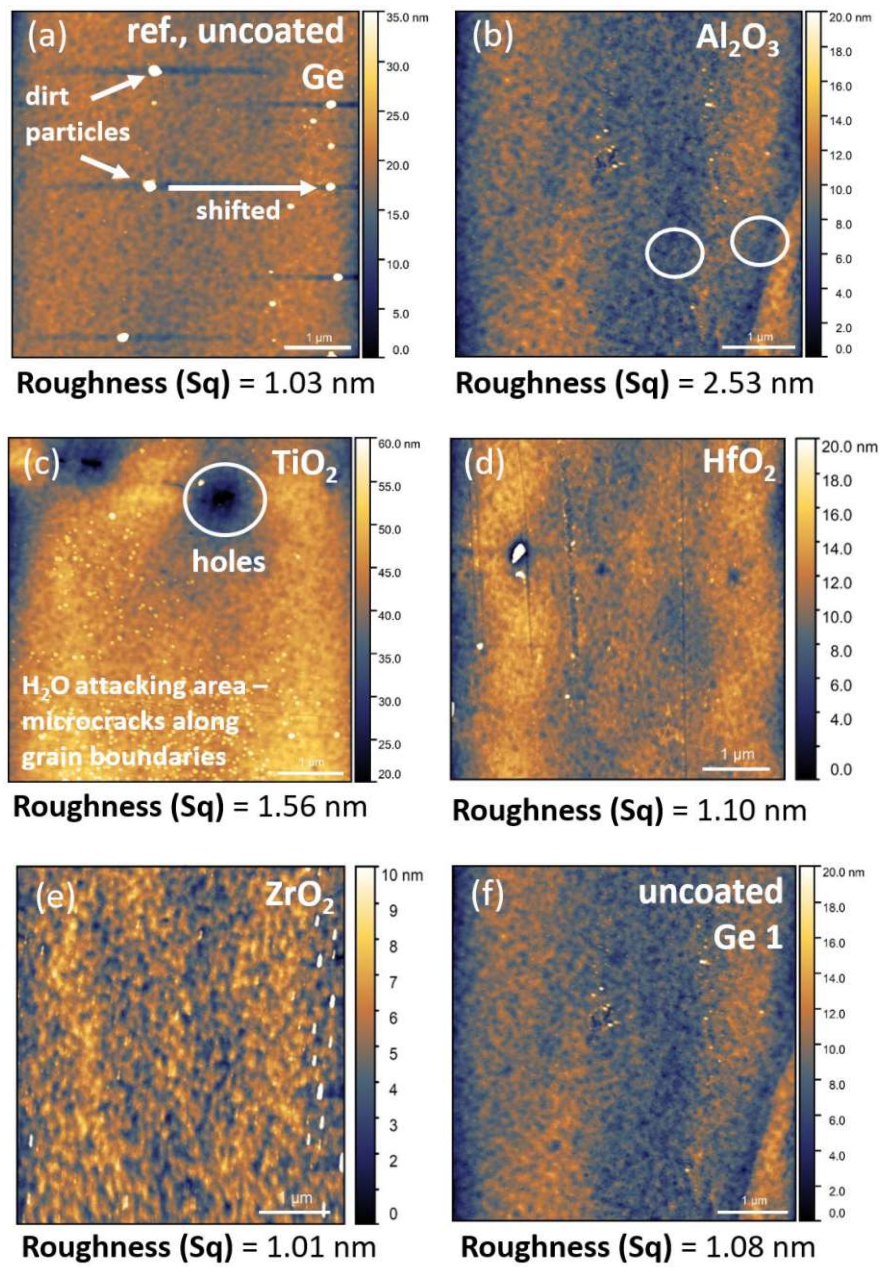 (a) ref., uncoated
Ge
dirt
particles
shifted
1 µm
35.0 nm
30.0
25.0
20.0
15.0
10.0
5.0
0.0
Roughness (Sq) = 1.03 nm
(b) Al₂O₃
1 µm
20.0 nm
18.0
16.0
14.0
12.0
10.0
8.0
6.0
4.0
2.0
0.0
Roughness (Sq) = 2.53 nm
(c) TiO₂
holes
H₂O attacking area –
microcracks along
grain boundaries
1 µm
60.0 nm
55.0
50.0
45.0
40.0
35.0
30.0
25.0
20.0
Roughness (Sq) = 1.56 nm
(d) HfO₂
1 µm
20.0 nm
18.0
16.0
14.0
12.0
10.0
8.0
6.0
4.0
2.0
0.0
Roughness (Sq) = 1.10 nm
(e) ZrO₂
1 µm
10 nm
9
8
7
6
5
4
3
2
0
Roughness (Sq) = 1.01 nm
(f) uncoated
Ge 1
1 µm
20.0 nm
18.0
16.0
14.0
12.0
10.0
8.0
6.0
4.0
2.0
0.0
Roughness (Sq) = 1.08 nm